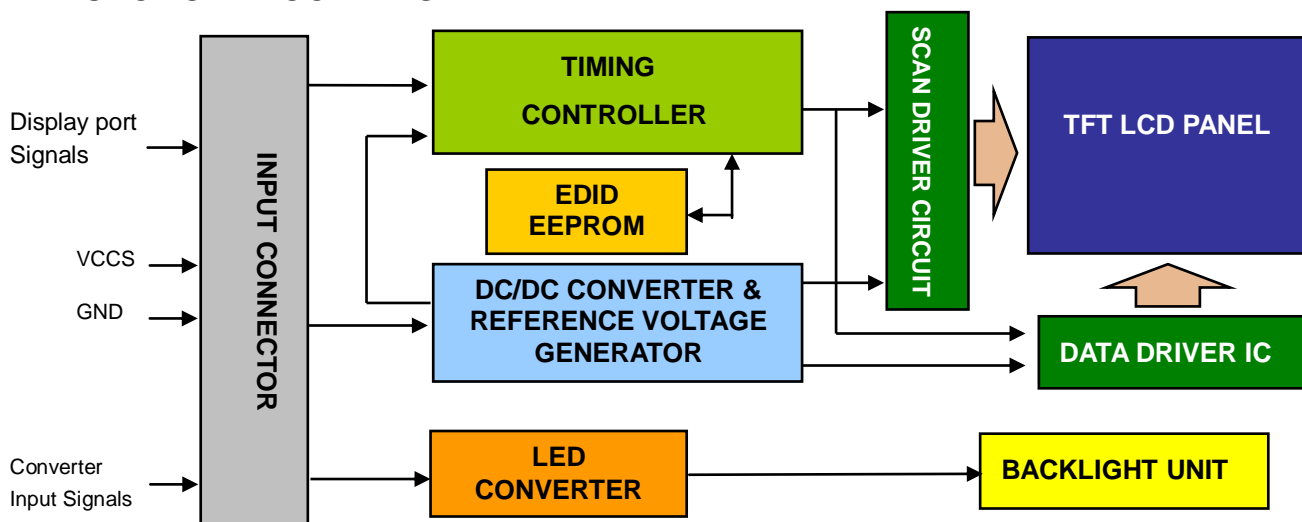 Display port
Signals
VCCS
GND
Converter
Input Signals
INPUT CONNECTOR
TIMING
CONTROLLER
EDID
EEPROM
DC/DC CONVERTER &
REFERENCE VOLTAGE
GENERATOR
LED
CONVERTER
SCAN DRIVER CIRCUIT
TFT LCD PANEL
DATA DRIVER IC
BACKLIGHT UNIT